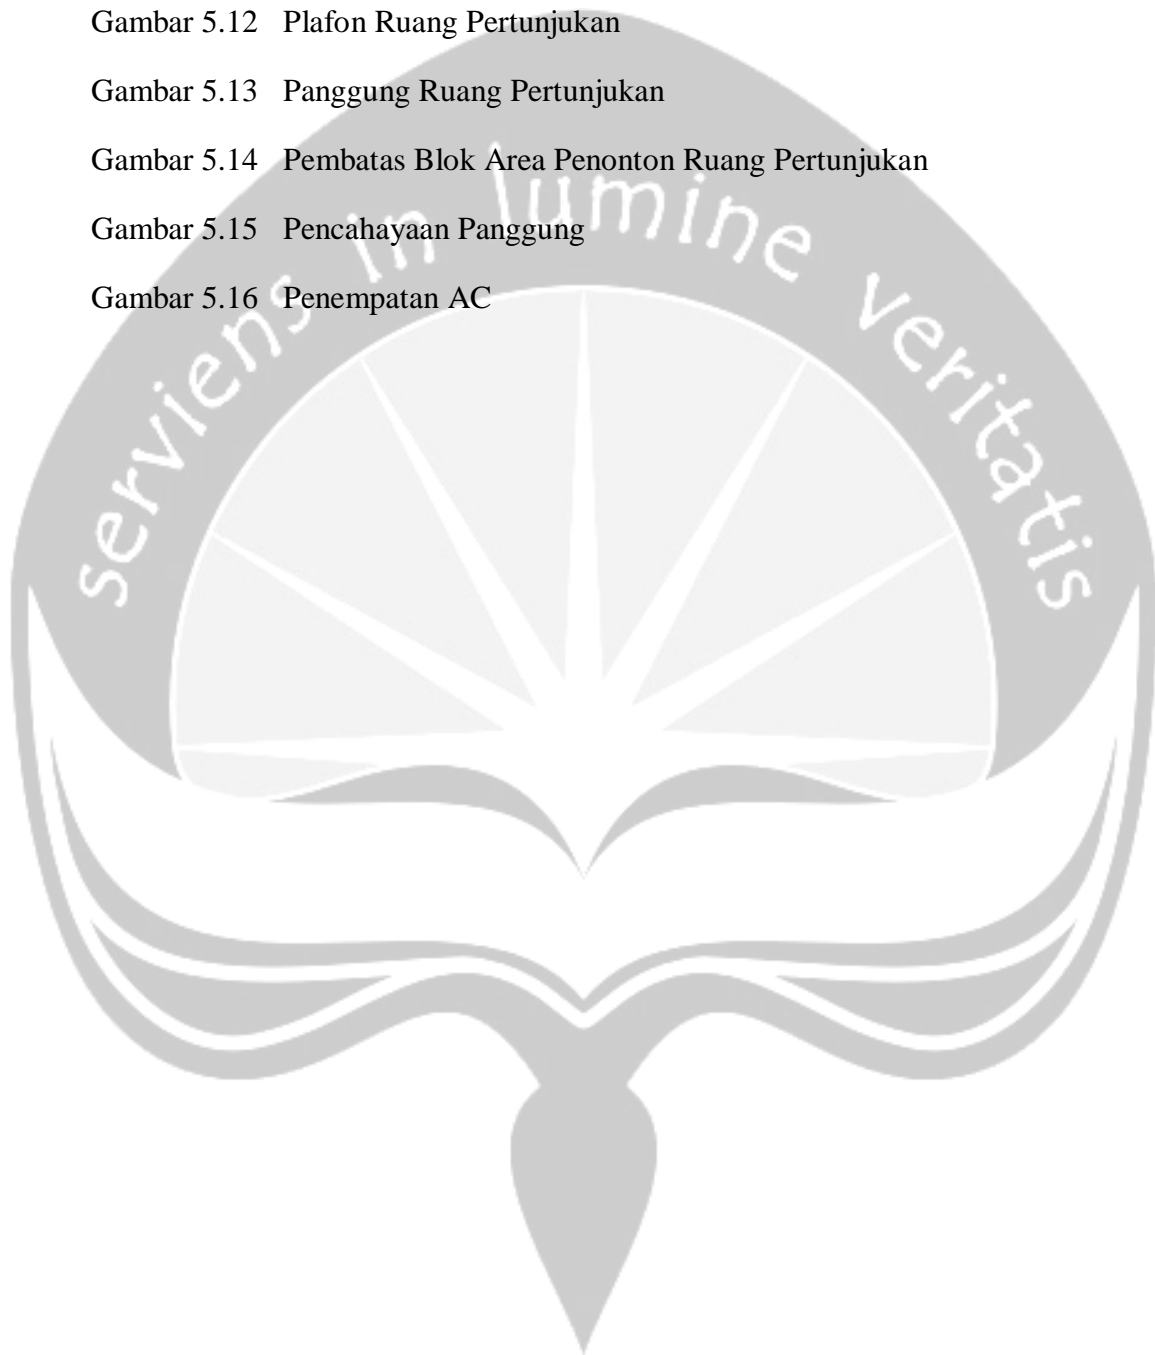 Gambar 5.12 Plafon Ruang Pertunjukan
Gambar 5.13 Panggung Ruang Pertunjukan
Gambar 5.14 Pembatas Blok Area Penonton Ruang Pertunjukan
Gambar 5.15 Pencahayaan Panggung
Gambar 5.16 Penempatan AC
serviens in lumine veritatis